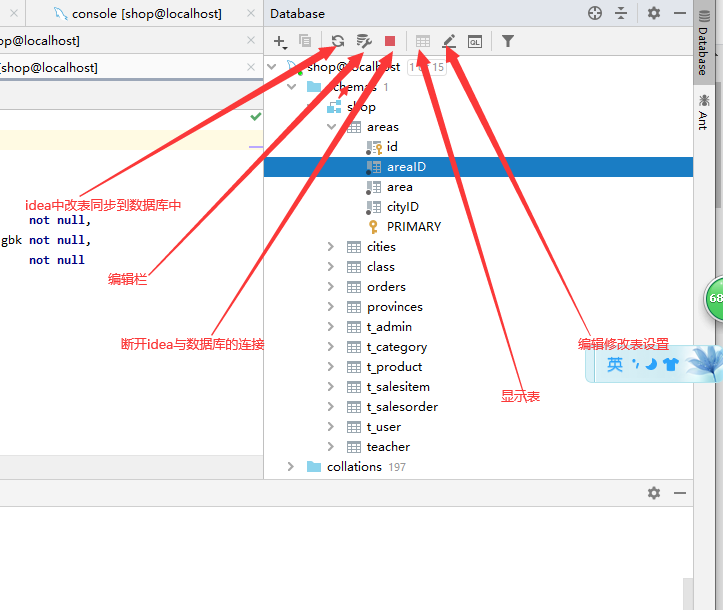 console [shop@localhost]
Database
op@localhost]
[shop@localhost]
QL
shop@localhost
schemas 1
shop
areas
id
areaID
area
cityID
PRIMARY
cities
class
orders
provinces
t_admin
t_category
t_product
t_salesitem
t_salesorder
t_user
teacher
collations 197
idea中改表同步到数据库中
not null,
gbk not null,
not null
编辑栏
断开idea与数据库的连接
编辑修改表设置
显示表
英
68
Database
Ant